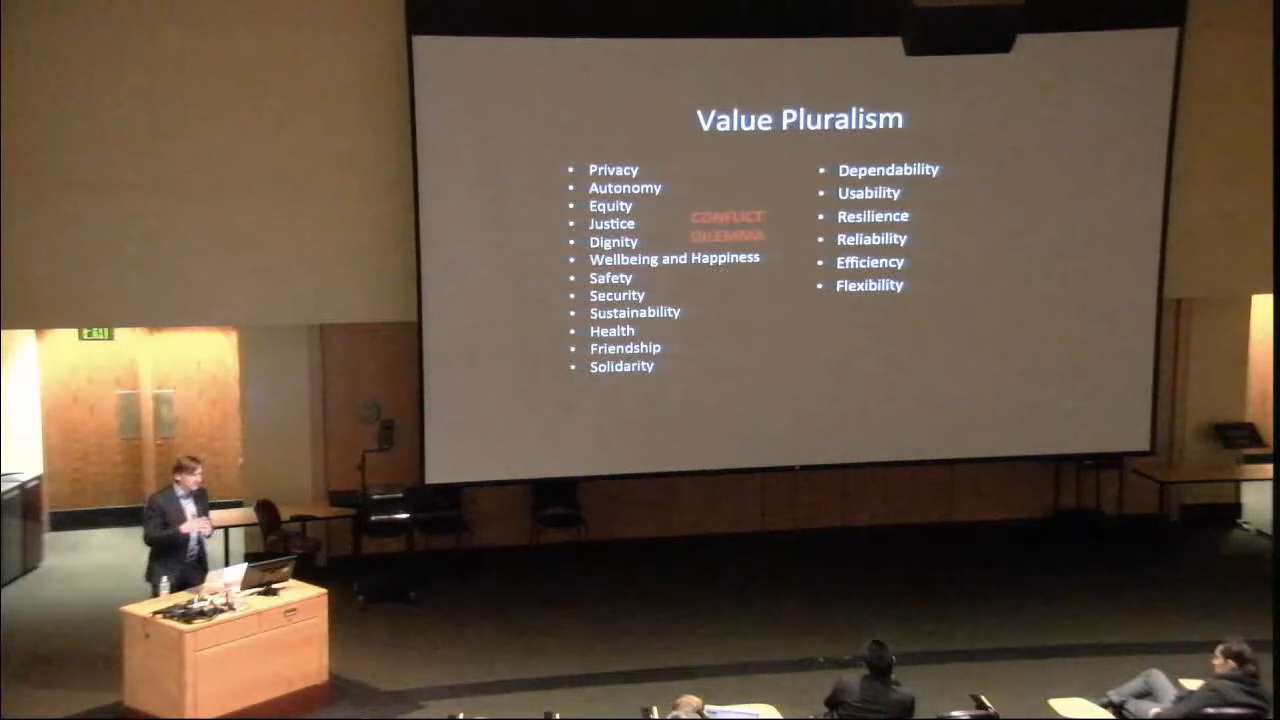 Value Pluralism
• Privacy
• Autonomy
• Equity
• Justice
• Dignity
• Wellbeing and Happiness
• Safety
• Security
• Sustainability
• Health
• Friendship
• Solidarity
CONFLICT
DILEMMA
• Dependability
• Usability
• Resilience
• Reliability
• Efficiency
• Flexibility
EXIT